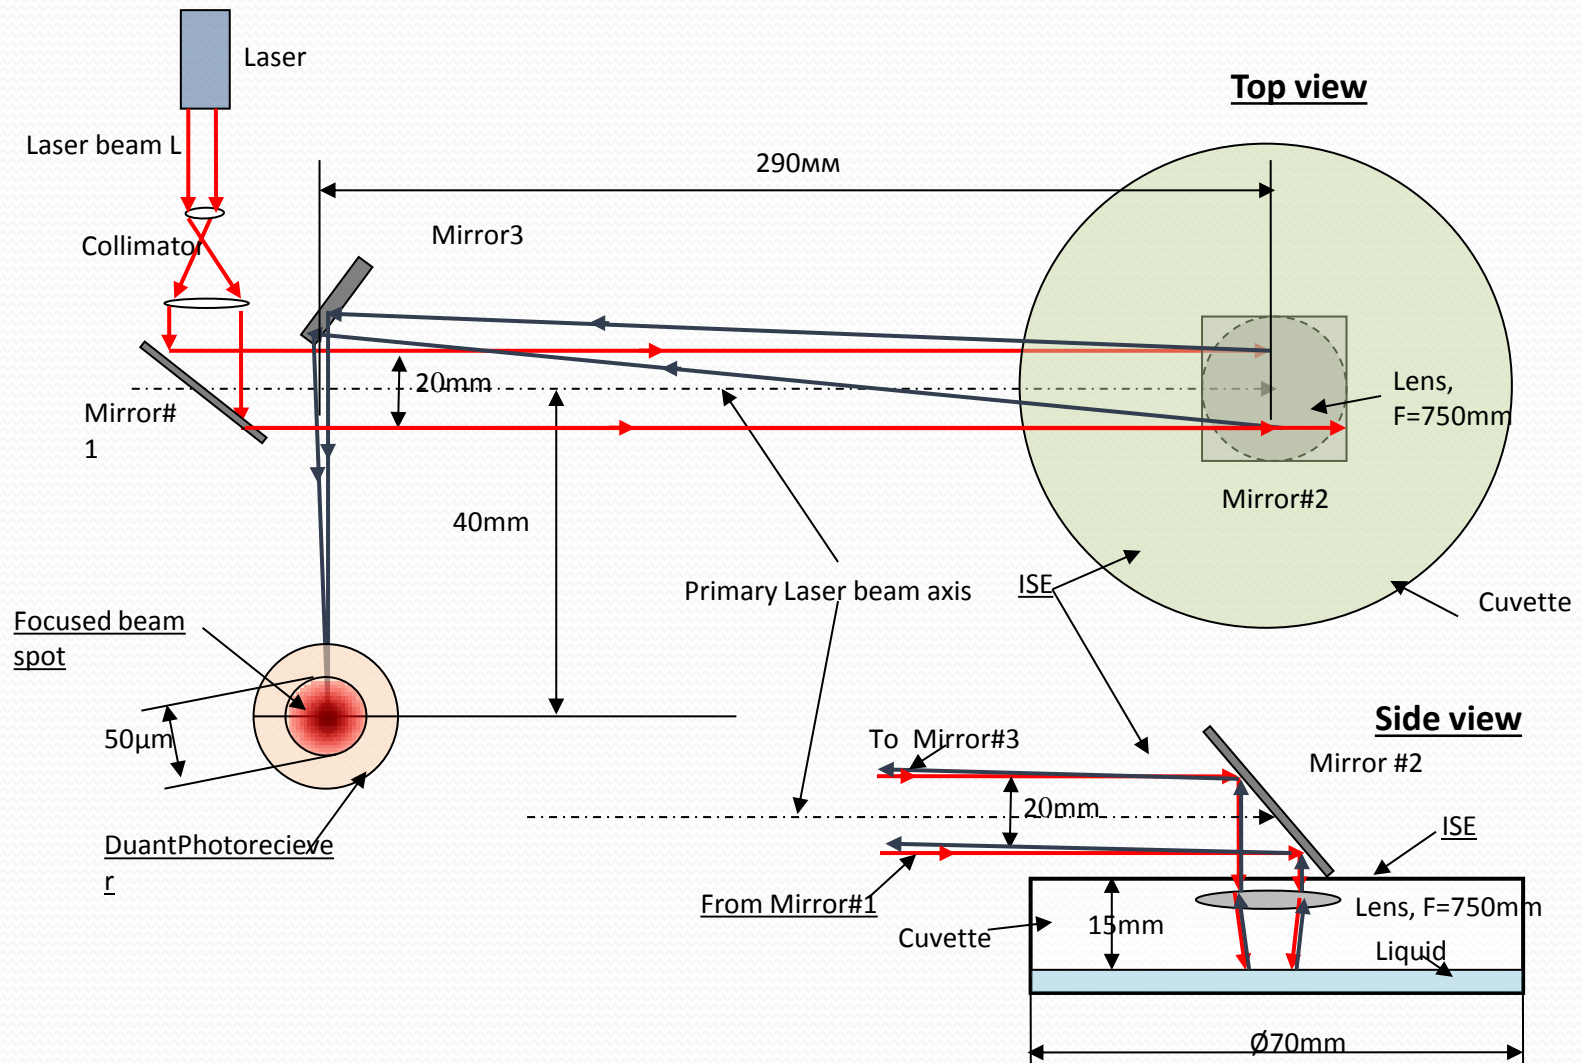 Laser
Top view
Laser beam L
290мм
Mirror3
Collimator
20mm
Lens,
F=750mm
Mirror#
1
Mirror#2
40mm
Primary Laser beam axis
ISE
Cuvette
Focused beam
spot
Side view
50µm
To Mirror#3
Mirror #2
20mm
DuantPhotorecieve
r
ISE
From Mirror#1
Lens, F=750mm
15mm
Cuvette
Liquid
Ø70mm